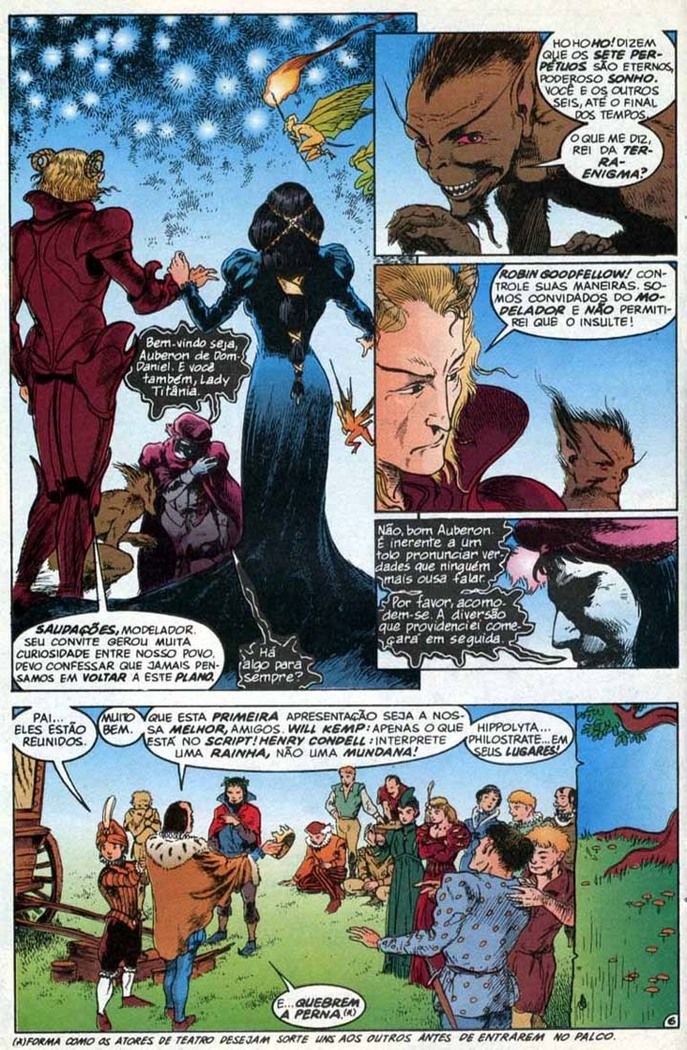 Bem-vindo seja,
Auberon de Dom-
Daniel. E você
também, Lady
Titânia.
SAUDAÇÕES, MODELADOR.
SEU CONVITE GEROU MUITA
CURIOSIDADE ENTRE NOSSO POVO.
DEVO CONFESSAR QUE JAMAIS PEN-
SAMOS EM VOLTAR A ESTE PLANO.
Há
algo para
sempre?
HO HO HO! DIZEM
QUE OS SETE PER-
PÉTUOS SÃO ETERNOS,
PODEROSO SONHO.
VOCÊ E OS OUTROS
SEIS, ATÉ O FINAL
DOS TEMPOS.
O QUE ME DIZ,
REI DA TER-
RA-
ENIGMA?
ROBIN GOODFELLOW! CON-
TROLE SUAS MANEIRAS. SO-
MOS CONVIDADOS DO MO-
DELADOR E NÃO PERMITI-
REI QUE O INSULTE!
Não, bom Auberon.
É inerente a um
tolo pronunciar ver-
dades que ninguém
mais ousa falar.
Por favor, acomo-
dem-se. A diversão
que providenciei come-
çará em seguida.
PAI...
ELES ESTÃO
REUNIDOS.
MUITO
BEM.
QUE ESTA PRIMEIRA APRESENTAÇÃO SEJA A NOS-
SA MELHOR, AMIGOS. WILL KEMP: APENAS O QUE
ESTÁ NO SCRIPT! HENRY CONDELL: INTERPRETE
UMA RAINHA, NÃO UMA MUNDANA!
HIPPOLYTA...
PHILOSTRATE... EM
SEUS LUGARES!
E... QUEBREM
A PERNA.(*)
6
(*)FORMA COMO OS ATORES DE TEATRO DESEJAM SORTE UNS AOS OUTROS ANTES DE ENTRAREM NO PALCO.